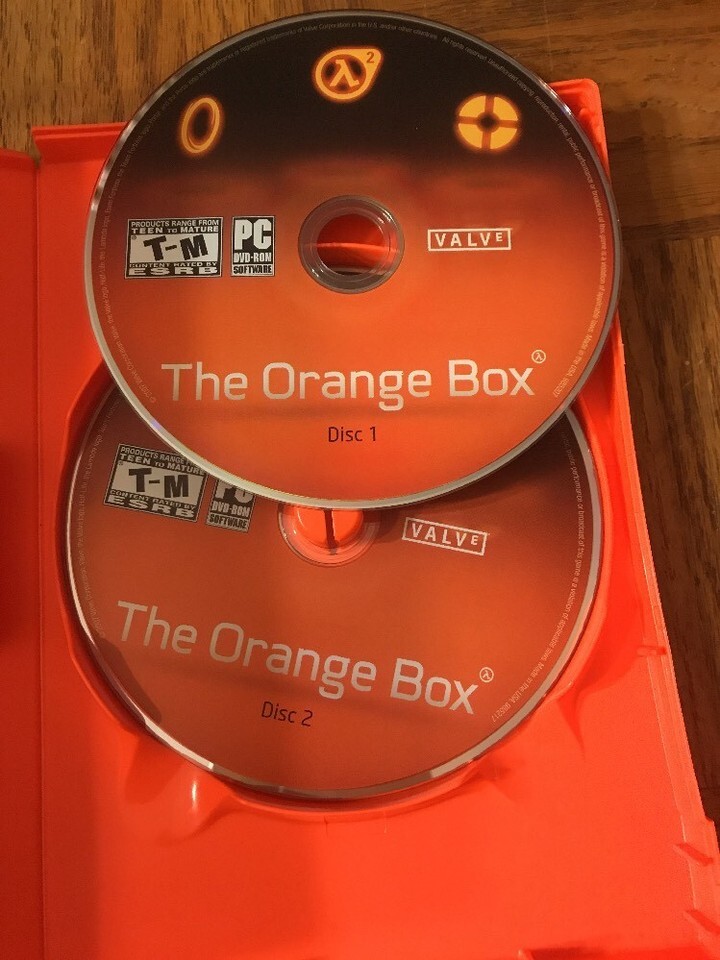 2
PRODUCTS RANGE FROM
TEEN TO MATURE
T-M
CONTENT RATED BY
ESRB
PC
DVD-ROM
SOFTWARE
VALVE
The Orange Box
Disc 1
PRODUCTS RANGE
TEEN TO MATURE
T-M
CONTENT RATED BY
ESRB
PC
DVD-ROM
SOFTWARE
VALVE
The Orange Box
Disc 2